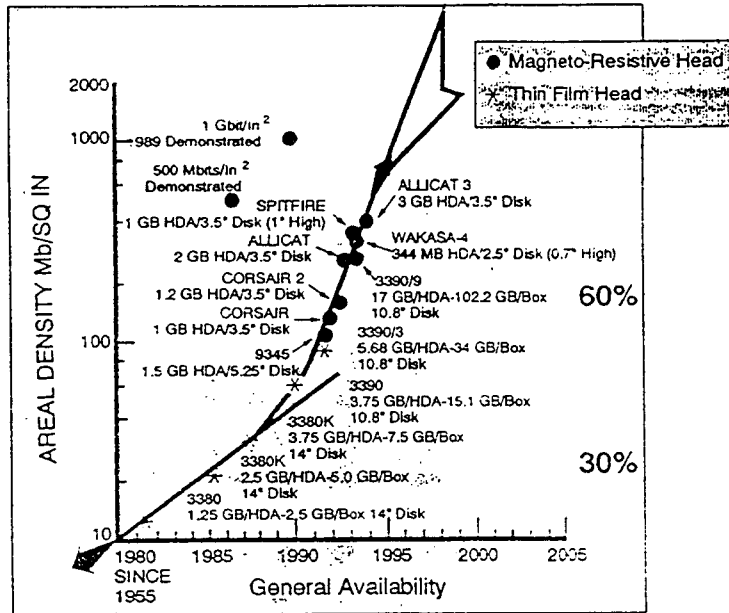 Magneto-Resistive Head
Thin Film Head
AREAL DENSITY Mb/SQ IN
2000
1000
100
10
1 Gbit/in 2
1989 Demonstrated
500 Mbits/in 2
Demonstrated
SPITFIRE
1 GB HDA/3.5" Disk (1" High)
ALLICAT
2 GB HDA/3.5" Disk
CORSAIR 2
1.2 GB HDA/3.5" Disk
CORSAIR
1 GB HDA/3.5" Disk
9345
1.5 GB HDA/5.25" Disk
ALLICAT 3
3 GB HDA/3.5" Disk
WAKASA-4
344 MB HDA/2.5" Disk (0.7" High)
3390/9
17 GB/HDA-102.2 GB/Box
10.8" Disk
3390/3
5.68 GB/HDA-34 GB/Box
10.8" Disk
3390
3.75 GB/HDA-15.1 GB/Box
10.8" Disk
3380K
3.75 GB/HDA-7.5 GB/Box
14" Disk
3380K
2.5 GB/HDA-5.0 GB/Box
14" Disk
3380
1.25 GB/HDA-2.5 GB/Box 14" Disk
60%
30%
1980 1985 1990 1995 2000 2005
SINCE
1955
General Availability